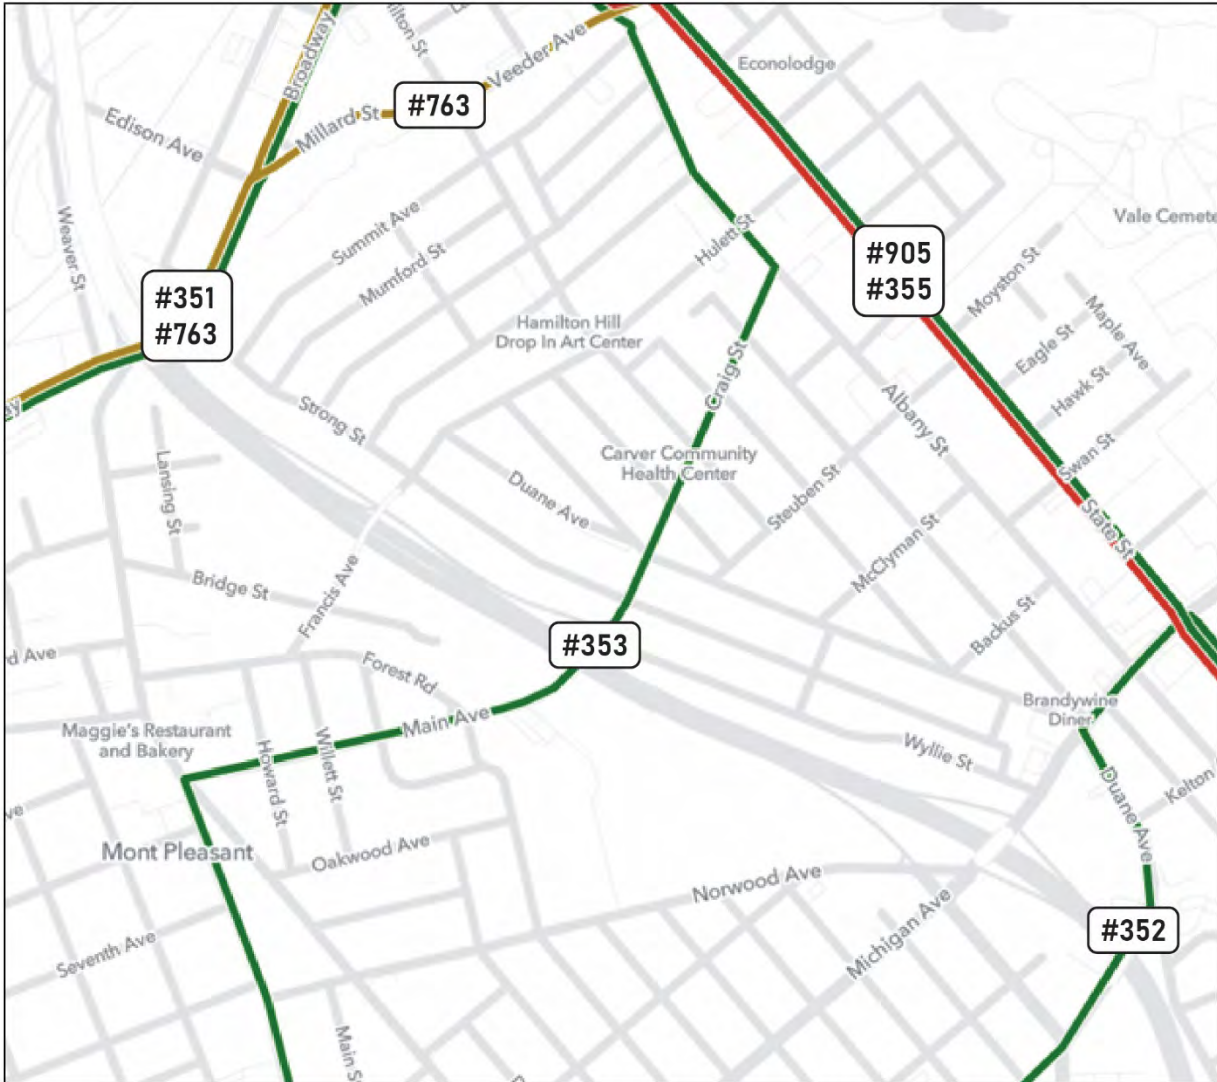 Broadway
Millard St
#763
Veeder Ave
Econolodge
Edison Ave
Weaver St
Summit Ave
Mumford St
Hulett St
Vale Cemete
#905
#355
Moyston St
Maple Ave
Eagle St
Hawk St
#351
#763
Hamilton Hill
Drop In Art Center
Craig St
Albany St
Strong St
Swan St
Carver Community
Health Center
Lansing St
Duane Ave
Steuben St
State St
McClyman St
Bridge St
Francis Ave
Backus St
#353
d Ave
Forest Rd
Main Ave
Brandywine
Diner
Maggie's Restaurant
and Bakery
Howard St
Willett St
Wyllie St
Duane Ave
Kelton
Mont Pleasant
Oakwood Ave
Norwood Ave
Michigan Ave
#352
Seventh Ave
Main S